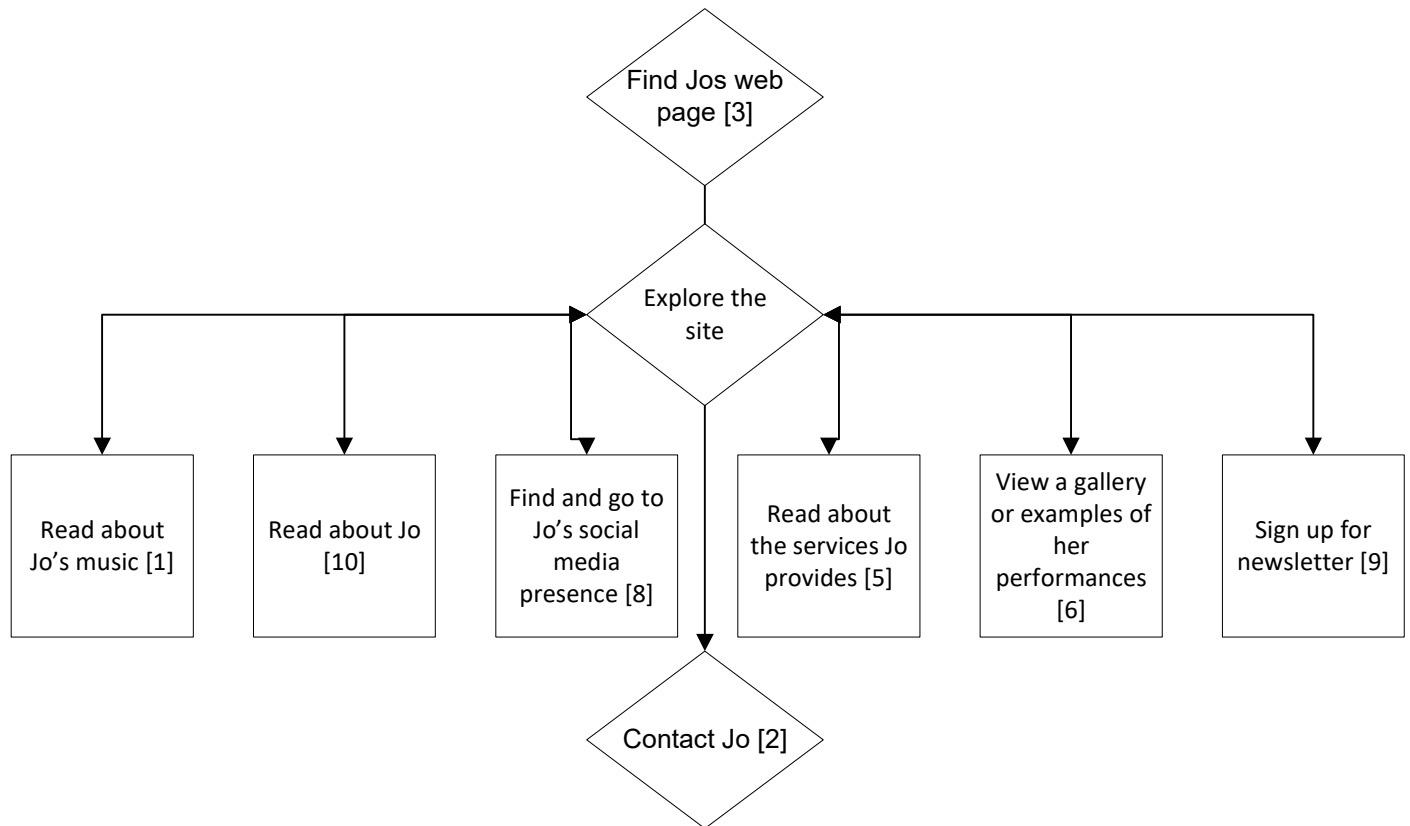 Find Jos web
page [3]
Explore the
site
Read about
Jo’s music [1]
Read about Jo
[10]
Find and go to
Jo’s social
media
presence [8]
Read about
the services Jo
provides [5]
View a gallery
or examples of
her
performances
[6]
Sign up for
newsletter [9]
Contact Jo [2]